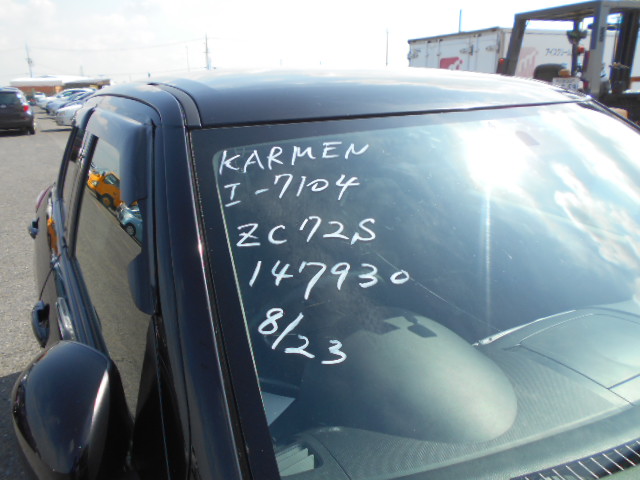 KARMEN
I-7104
ZC72S
147930
8/23